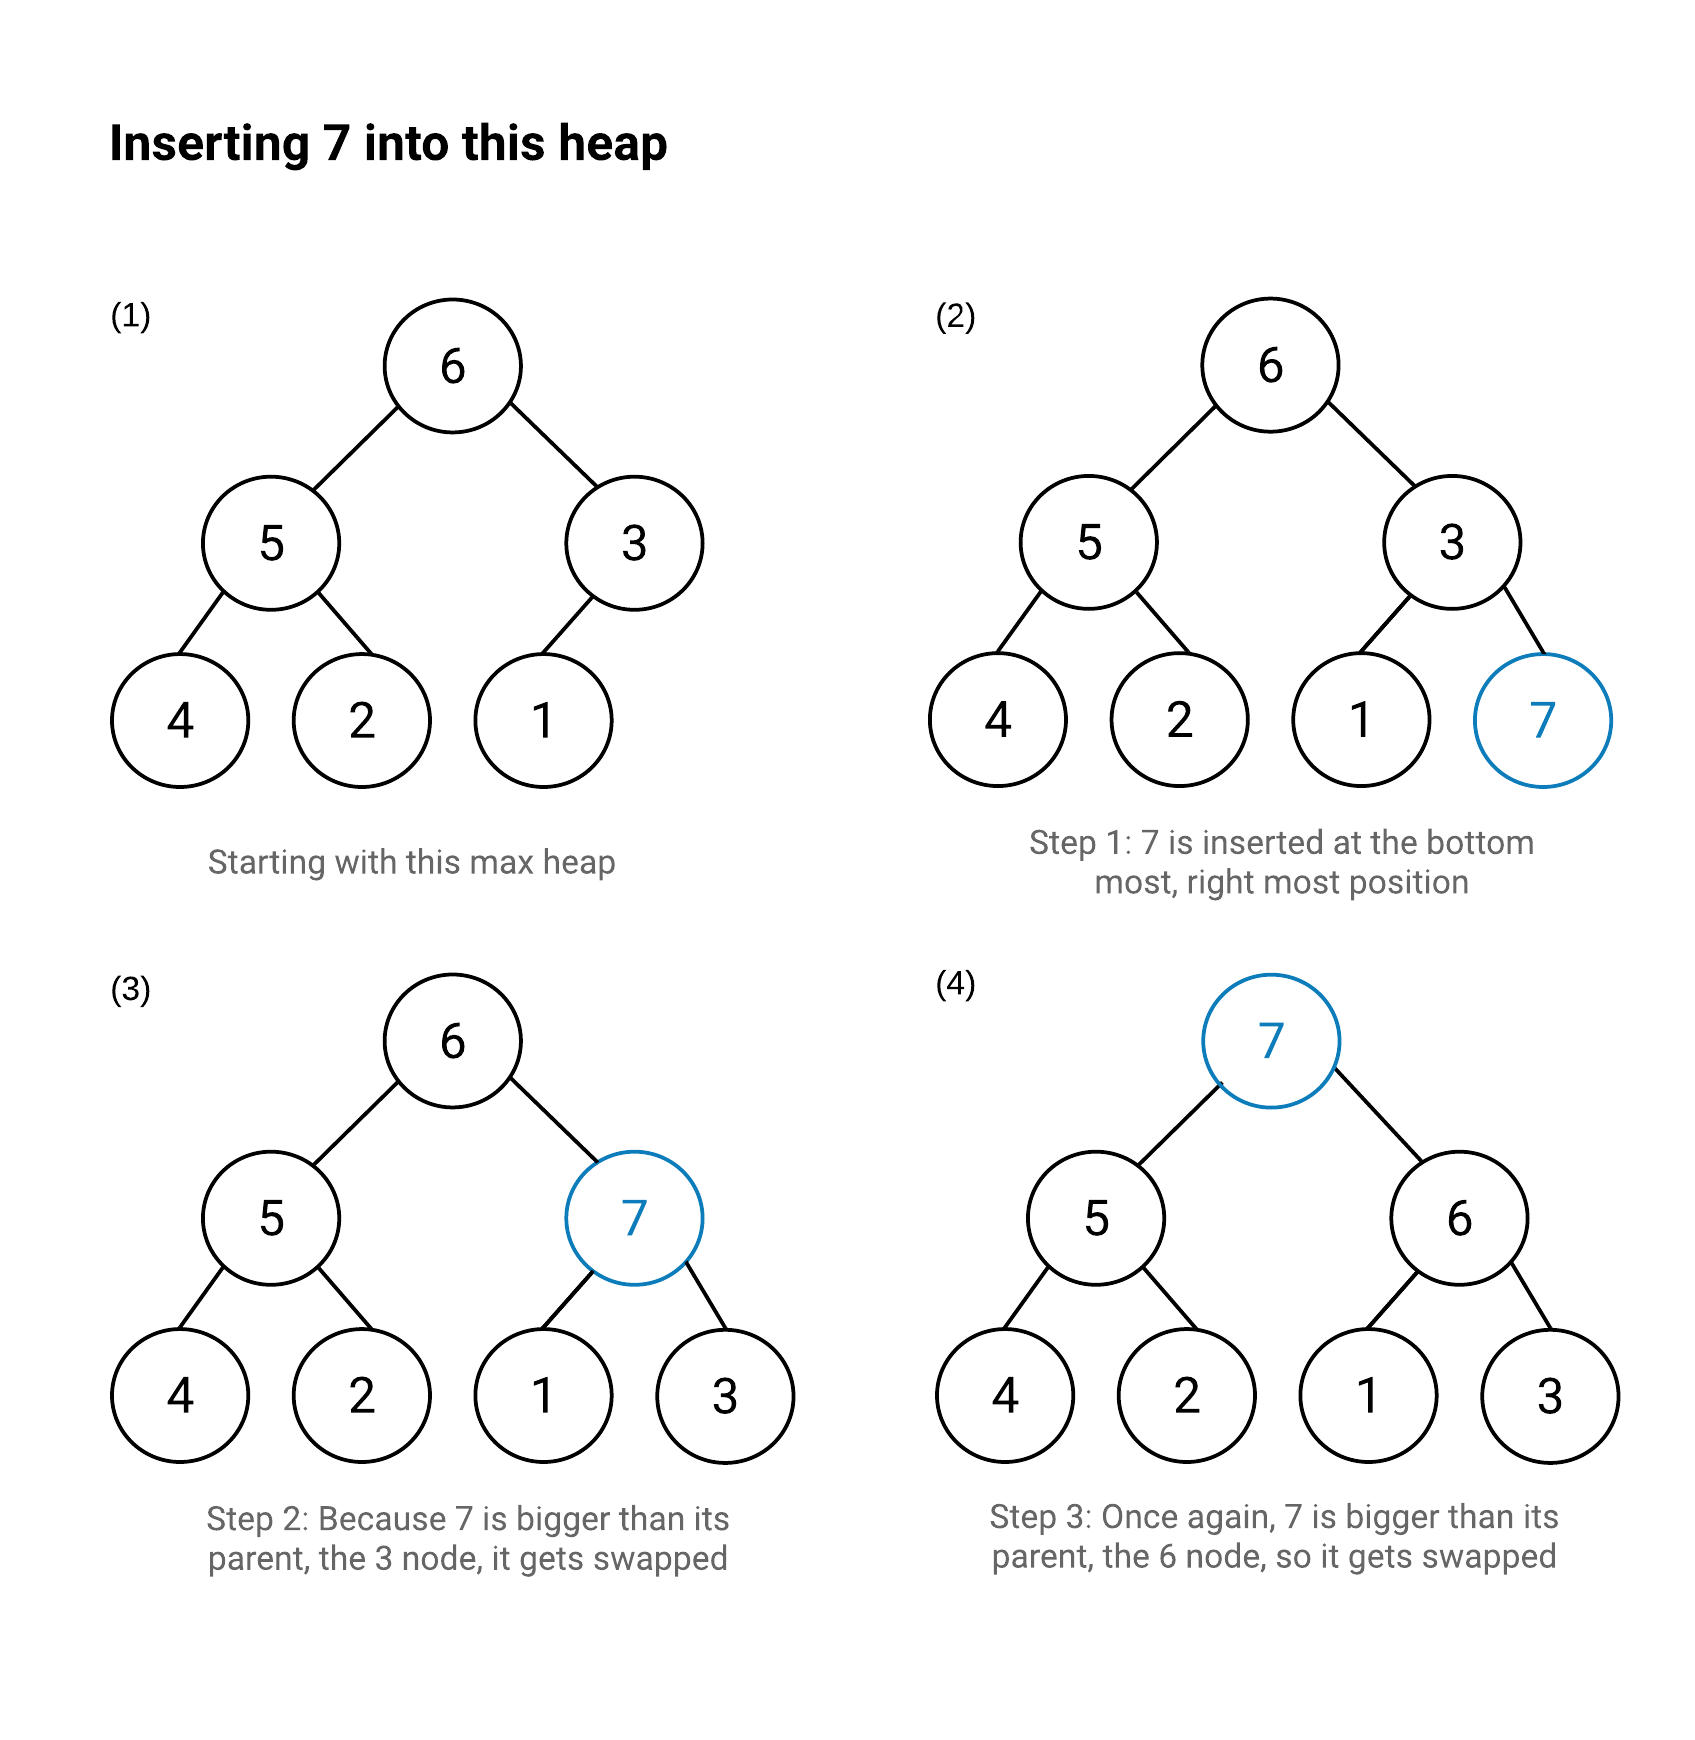 Inserting 7 into this heap
(1)
6
5 3
4 2 1
Starting with this max heap
(2)
6
5 3
4 2 1 7
Step 1: 7 is inserted at the bottom
most, right most position
(3)
6
5 7
4 2 1 3
Step 2: Because 7 is bigger than its
parent, the 3 node, it gets swapped
(4)
7
5 6
4 2 1 3
Step 3: Once again, 7 is bigger than its
parent, the 6 node, so it gets swapped